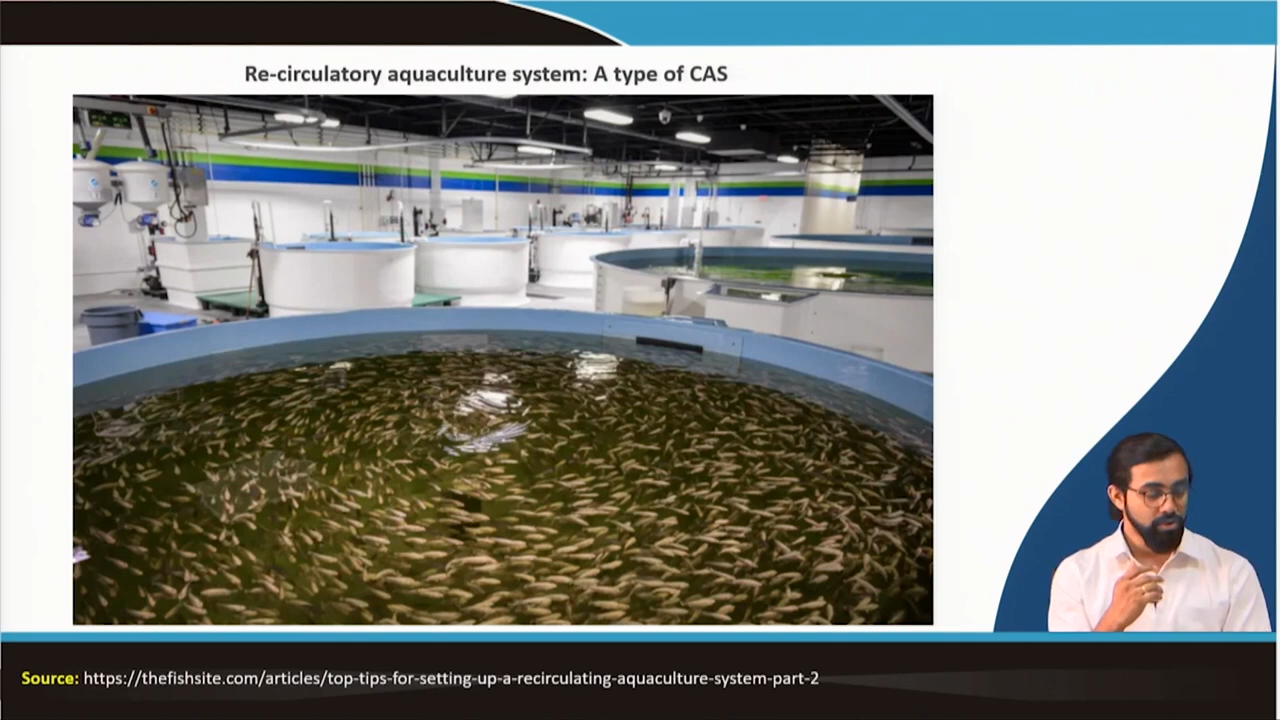 Re-circulatory aquaculture system: A type of CAS
Source: https://thefishsite.com/articles/top-tips-for-setting-up-a-recirculating-aquaculture-system-part-2